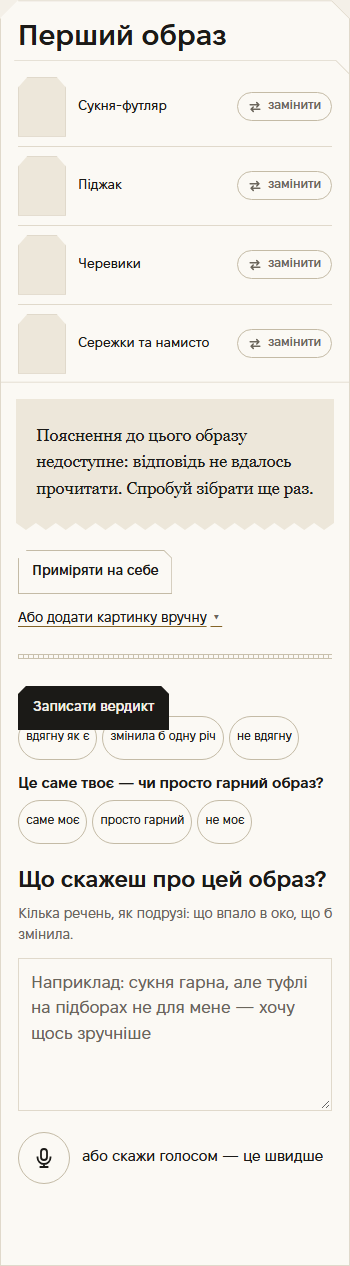 Перший образ
Сукня-футляр
замінити
Піджак
замінити
Черевики
замінити
Сережки та намисто
замінити
Пояснення до цього образу
недоступне: відповідь не вдалось
прочитати. Спробуй зібрати ще раз.
Приміряти на себе
Або додати картинку вручну
Записати вердикт
вдягну як є
змінила б одну річ
не вдягну
Це саме твоє — чи просто гарний образ?
саме моє
просто гарний
не моє
Що скажеш про цей образ?
Кілька речень, як подрузі: що впало в око, що б
змінила.
Наприклад: сукня гарна, але туфлі
на підборах не для мене — хочу
щось зручніше
або скажи голосом — це швидше